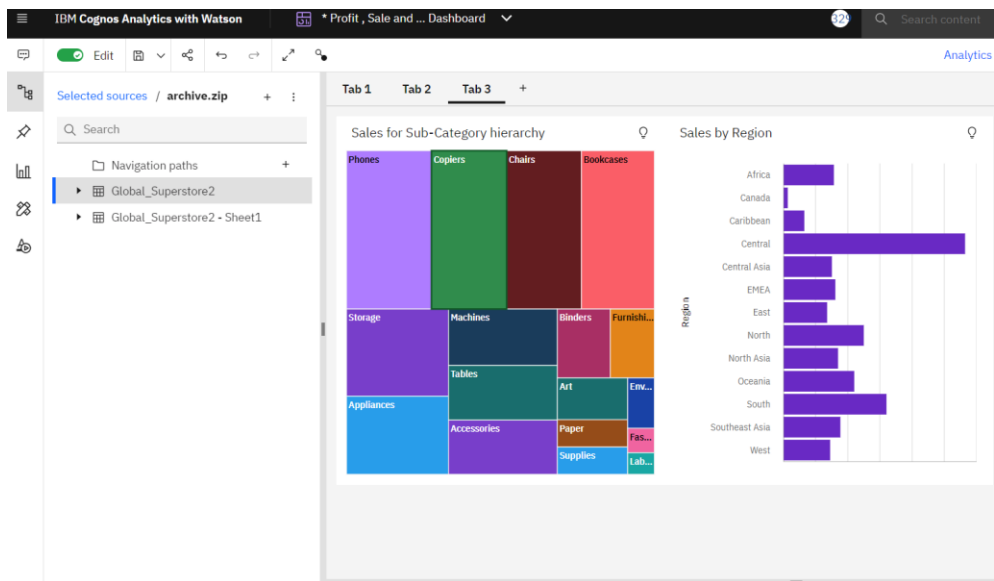 IBM Cognos Analytics with Watson
* Profit , Sale and ... Dashboard
329
Search content
Edit
Analytics
Selected sources / archive.zip
Search
Navigation paths
Global_Superstore2
Global_Superstore2 - Sheet1
Tab 1 Tab 2 Tab 3
Sales for Sub-Category hierarchy
Phones Copiers Chairs Bookcases
Storage Machines Binders Furnishi...
Tables
Art Env...
Appliances
Accessories Paper
Fas...
Supplies
Lab...
Sales by Region
Region
Africa
Canada
Caribbean
Central
Central Asia
EMEA
East
North
North Asia
Oceania
South
Southeast Asia
West